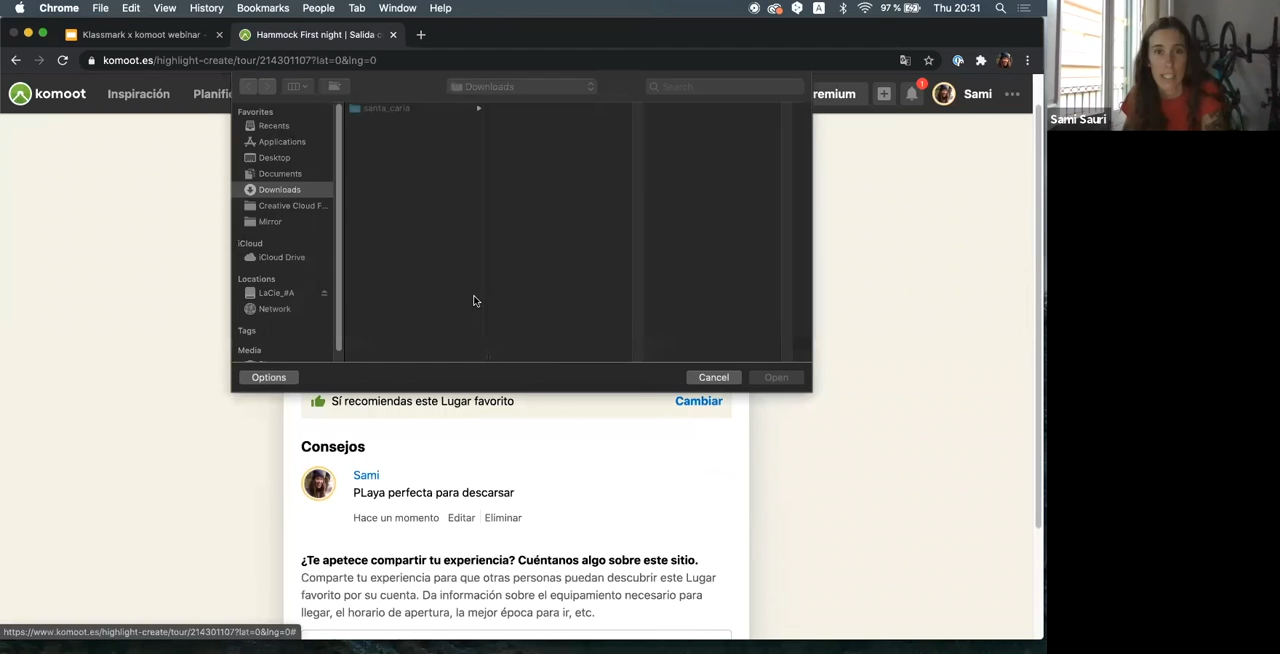 Chrome File Edit View History Bookmarks People Tab Window Help
97 % Thu 20:31
Klassmark x komoot webinar -
Hammock First night | Salida c
komoot.es/highlight-create/tour/214301107?lat=0&lng=0
komoot Inspiración Planifi
remium Sami
Downloads
Search
santa_carla
Favorites
Recents
Applications
Desktop
Documents
Downloads
Creative Cloud F...
Mirror
iCloud
iCloud Drive
Locations
LaCie_#A
Network
Tags
Media
Options Cancel Open
Sami Sauri
Sí recomiendas este Lugar favorito Cambiar
Consejos
Sami
PLaya perfecta para descarsar
Hace un momento Editar Eliminar
¿Te apetece compartir tu experiencia? Cuéntanos algo sobre este sitio.
Comparte tu experiencia para que otras personas puedan descubrir este Lugar
favorito por su cuenta. Da información sobre el equipamiento necesario para
llegar, el horario de apertura, la mejor época para ir, etc.
https://www.komoot.es/highlight-create/tour/214301107?lat=0&lng=0#